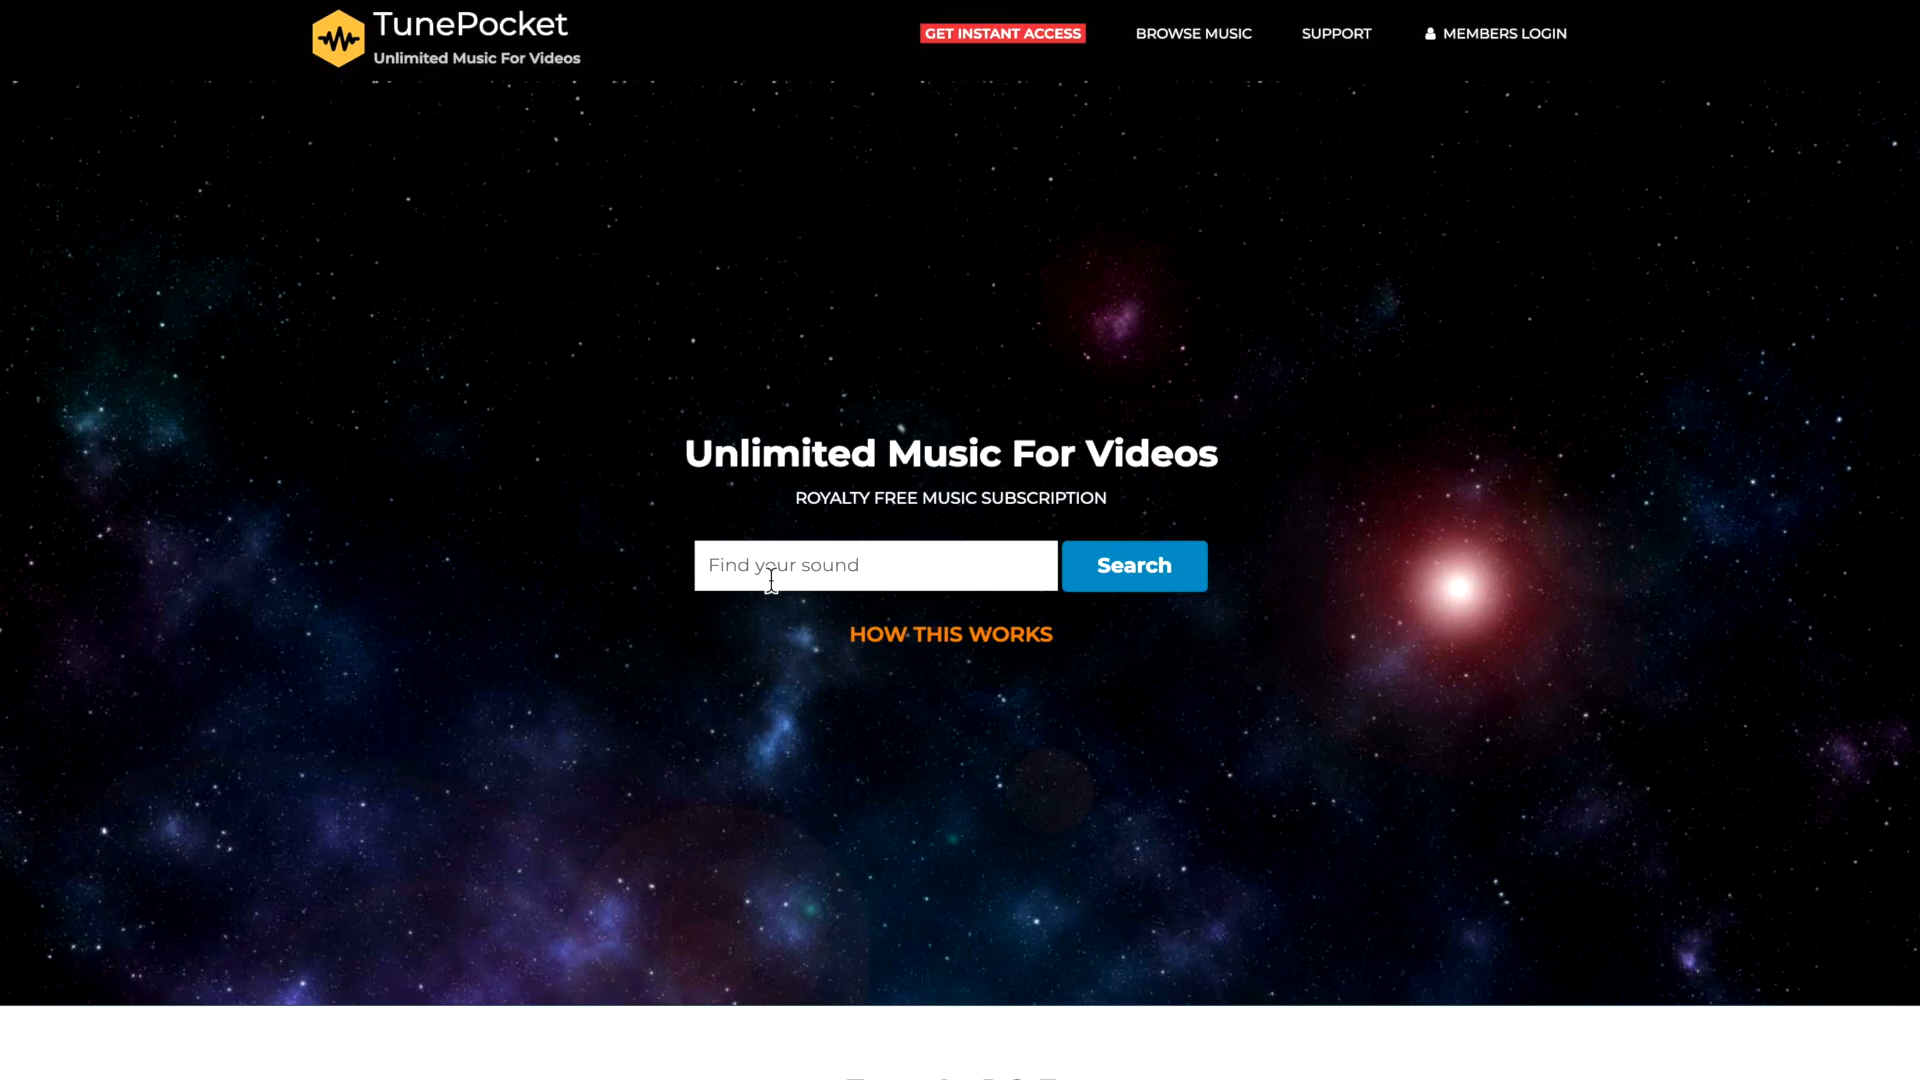 TunePocket
Unlimited Music For Videos
GET INSTANT ACCESS
BROWSE MUSIC
SUPPORT
MEMBERS LOGIN
Unlimited Music For Videos
ROYALTY FREE MUSIC SUBSCRIPTION
Find your sound
Search
HOW THIS WORKS